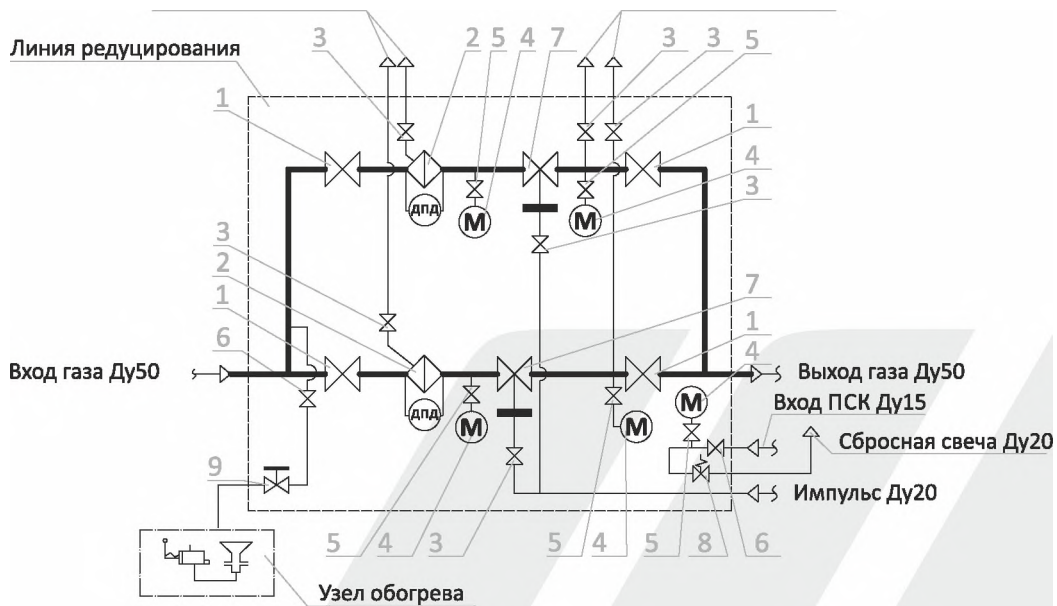 Линия редуцирования
3 2 5 4 7 3 3 5
1 1
3 4
дпд М М 3
3
2 7
1 1
6 4
Вход газа Ду50 Выход газа Ду50
дпд М М М Вход ПСК Ду15
Сбросная свеча Ду20
9 Импульс Ду20
5 4 3 5 4 5 8 6
Узел обогрева